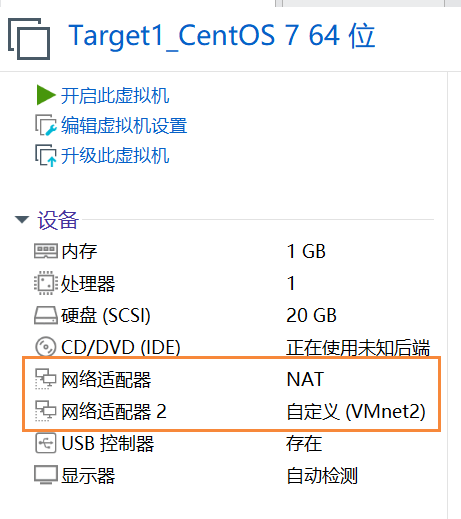 Target1_CentOS 7 64 位
开启此虚拟机
编辑虚拟机设置
升级此虚拟机
设备
内存 1 GB
处理器 1
硬盘 (SCSI) 20 GB
CD/DVD (IDE) 正在使用未知后端
网络适配器 NAT
网络适配器 2 自定义 (VMnet2)
USB 控制器 存在
显示器 自动检测